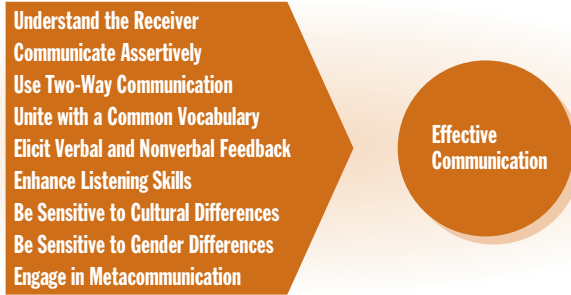 Understand the Receiver
Communicate Assertively
Use Two-Way Communication
Unite with a Common Vocabulary
Elicit Verbal and Nonverbal Feedback
Enhance Listening Skills
Be Sensitive to Cultural Differences
Be Sensitive to Gender Differences
Engage in Metacommunication
Effective
Communication